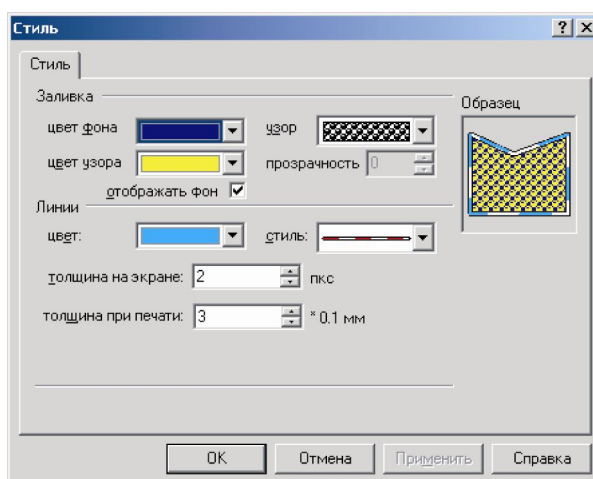 Стиль
Стиль
Заливка
Образец
цвет фона
узор
цвет узора
прозрачность 0
отображать фон
Линии
цвет:
стиль:
толщина на экране: 2 пкс
толщина при печати: 3 * 0.1 мм
OK Отмена Применить Справка